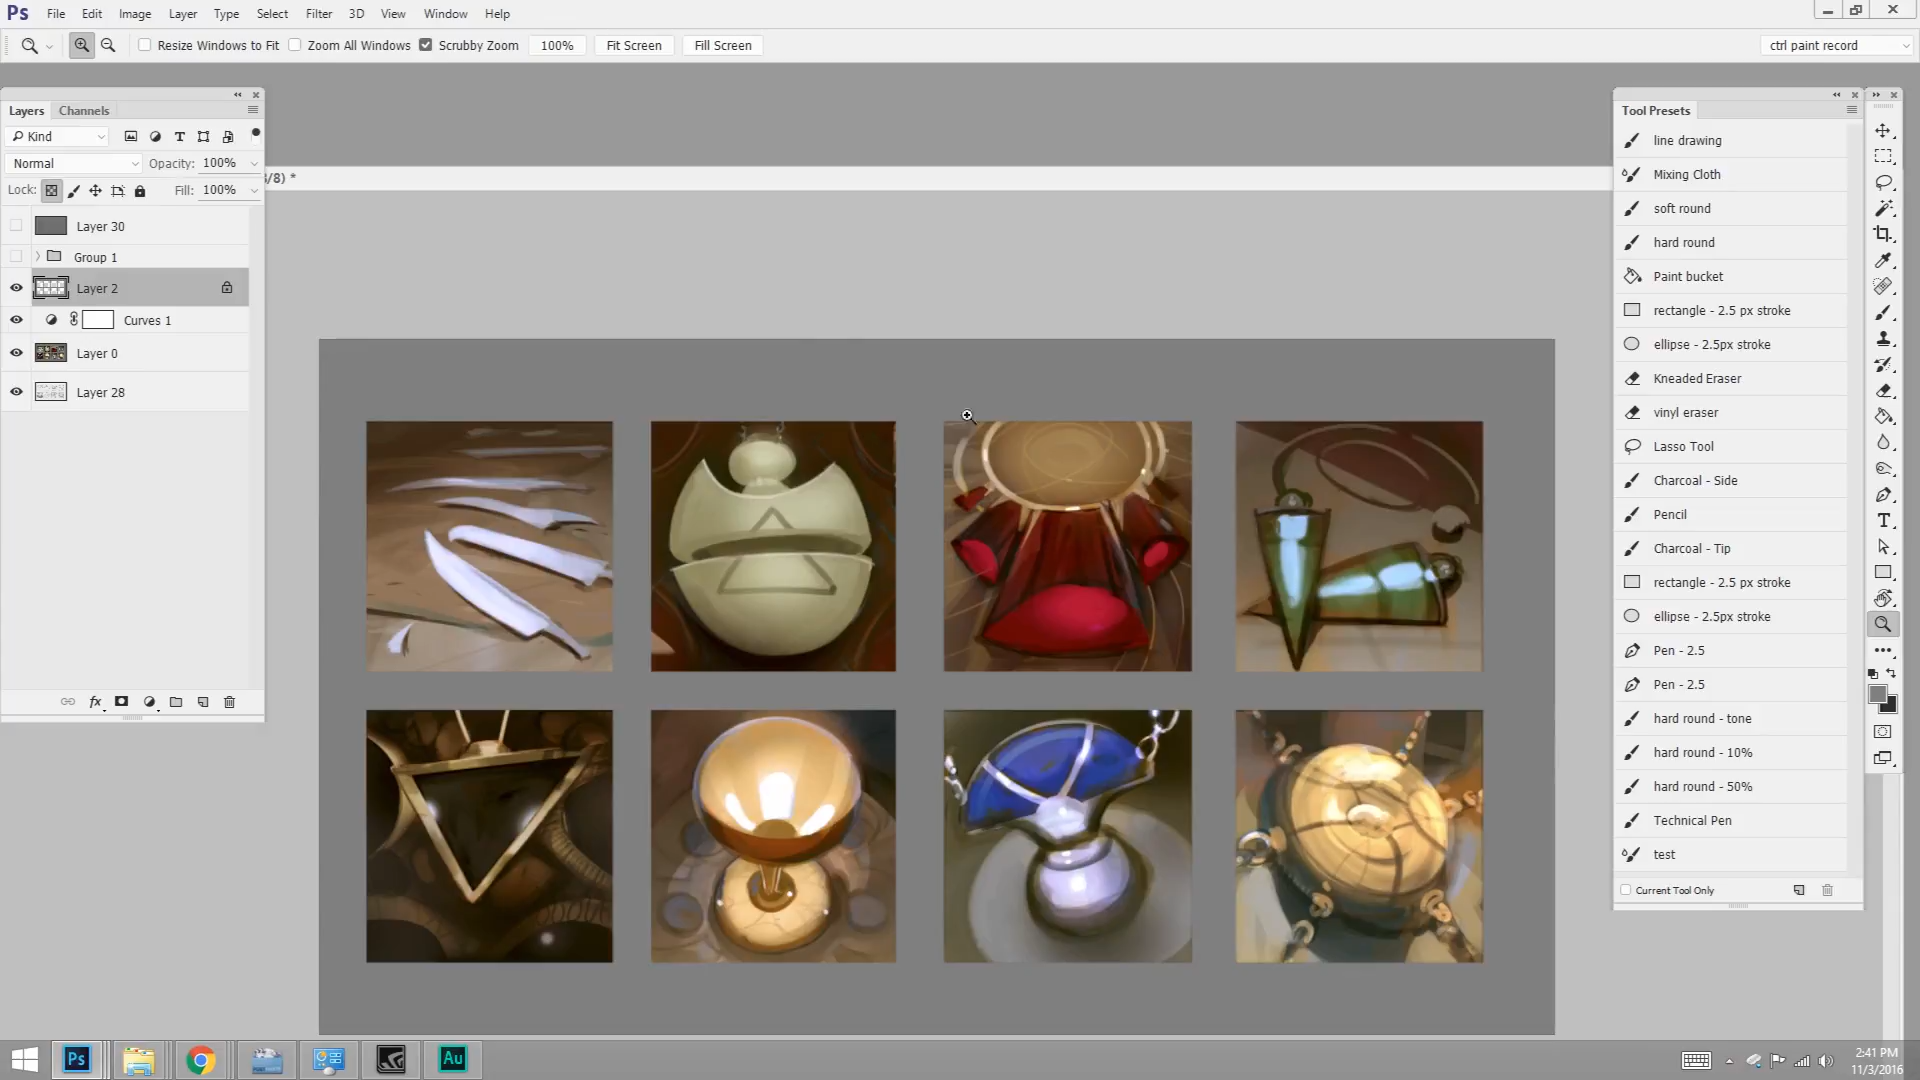 Ps File Edit Image Layer Type Select Filter 3D View Window Help
Resize Windows to Fit Zoom All Windows Scrubby Zoom 100% Fit Screen Fill Screen ctrl paint record
Layers Channels
Kind
Normal Opacity: 100%
Lock: Fill: 100%
/8) *
Layer 30
Group 1
Layer 2
Curves 1
Layer 0
Layer 28
fx
Tool Presets
line drawing
Mixing Cloth
soft round
hard round
Paint bucket
rectangle - 2.5 px stroke
ellipse - 2.5px stroke
Kneaded Eraser
vinyl eraser
Lasso Tool
Charcoal - Side
Pencil
Charcoal - Tip
rectangle - 2.5 px stroke
ellipse - 2.5px stroke
Pen - 2.5
Pen - 2.5
hard round - tone
hard round - 10%
hard round - 50%
Technical Pen
test
Current Tool Only
Ps Au
2:41 PM
11/3/2016